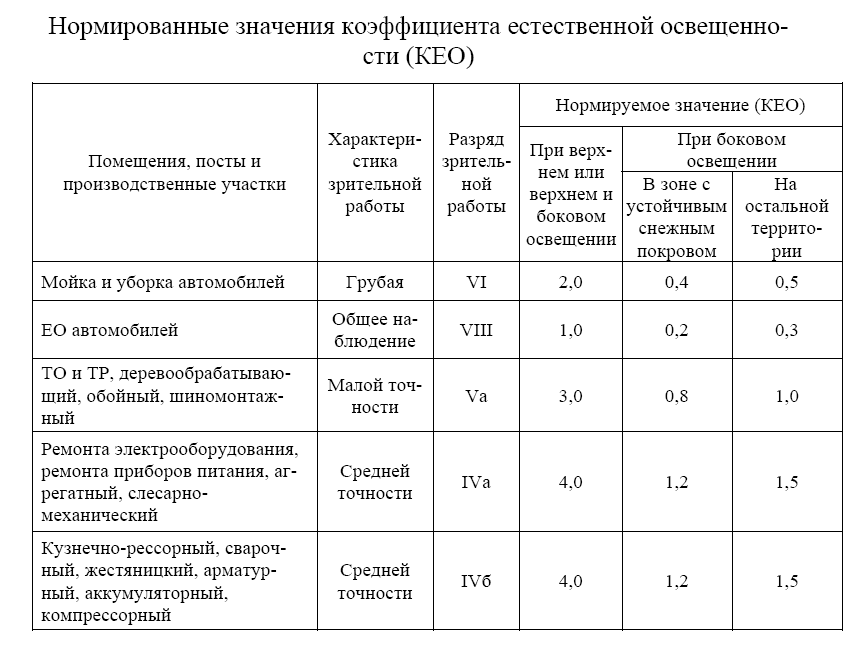 Нормированные значения коэффициента естественной освещенно-
сти (КЕО)
Помещения, посты и
производственные участки
Характери-
стика
зрительной
работы
Разряд
зритель-
ной
работы
Нормируемое значение (КЕО)
При верх-
нем или
верхнем и
боковом
освещении
При боковом
освещении
В зоне с
устойчивым
снежным
покровом
На
остальной
террито-
рии
Мойка и уборка автомобилей
Грубая
VI
2,0
0,4
0,5
ЕО автомобилей
Общее на-
блюдение
VIII
1,0
0,2
0,3
ТО и ТР, деревообрабатываю-
щий, обойный, шиномонтаж-
ный
Малой точ-
ности
Vа
3,0
0,8
1,0
Ремонта электрооборудования,
ремонта приборов питания, аг-
регатный, слесарно-
механический
Средней
точности
IVа
4,0
1,2
1,5
Кузнечно-рессорный, свароч-
ный, жестяницкий, арматур-
ный, аккумуляторный,
компрессорный
Средней
точности
IVб
4,0
1,2
1,5